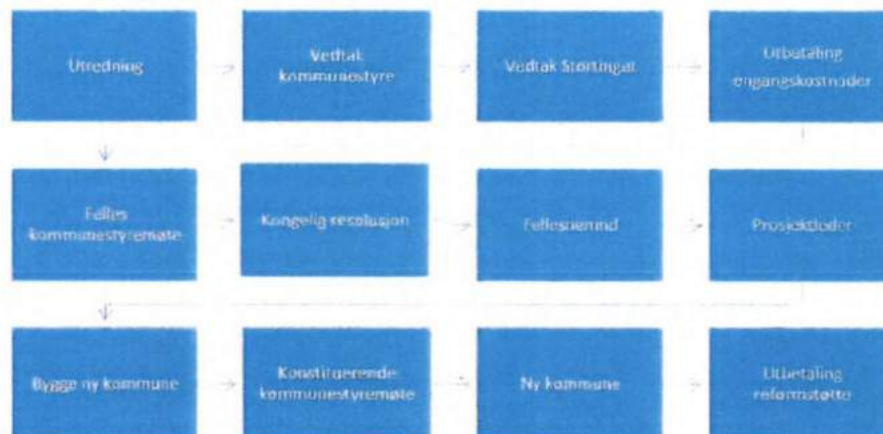 Utredning
Vedtak
kommunestyre
Vedtak Stortinget
Utbetaling
engangskostnader
Felles
kommunestyremøte
Kongelig resolusjon
Fellesnemnd
Prosjektleder
Bygge ny kommune
Konstituerende
kommunestyremøte
Ny kommune
Utbetaling
reformstøtte